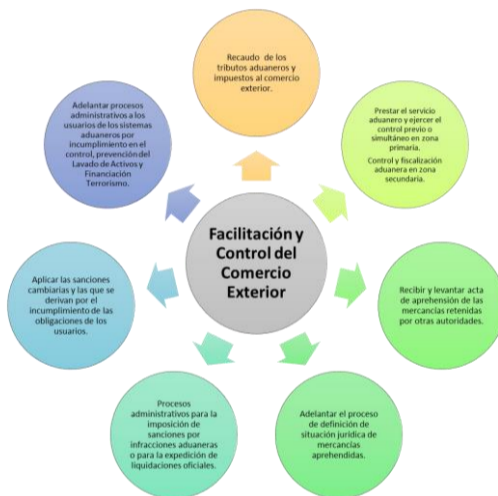 Recaudo de los
tributos aduaneros y
impuestos al comercio
exterior.
Prestar el servicio
aduanero y ejercer el
control previo o
simultáneo en zona
primaria.
Control y fiscalización
aduanera en zona
secundaria.
Recibir y levantar acta
de aprehensión de las
mercancías retenidas
por otras autoridades.
Adelantar el proceso
de definición de
situación jurídica de
mercancías
aprehendidas.
Procesos
administrativos para la
imposición de
sanciones por
infracciones aduaneras
o para la expedición de
liquidaciones oficiales.
Aplicar las sanciones
cambiarias y las que se
derivan por el
incumplimiento de las
obligaciones de los
usuarios.
Adelantar procesos
administrativos a los
usuarios de los sistemas
aduaneros por
incumplimiento en el
control, prevención del
Lavado de Activos y
Financiación
Terrorismo.
Facilitación y
Control del
Comercio
Exterior